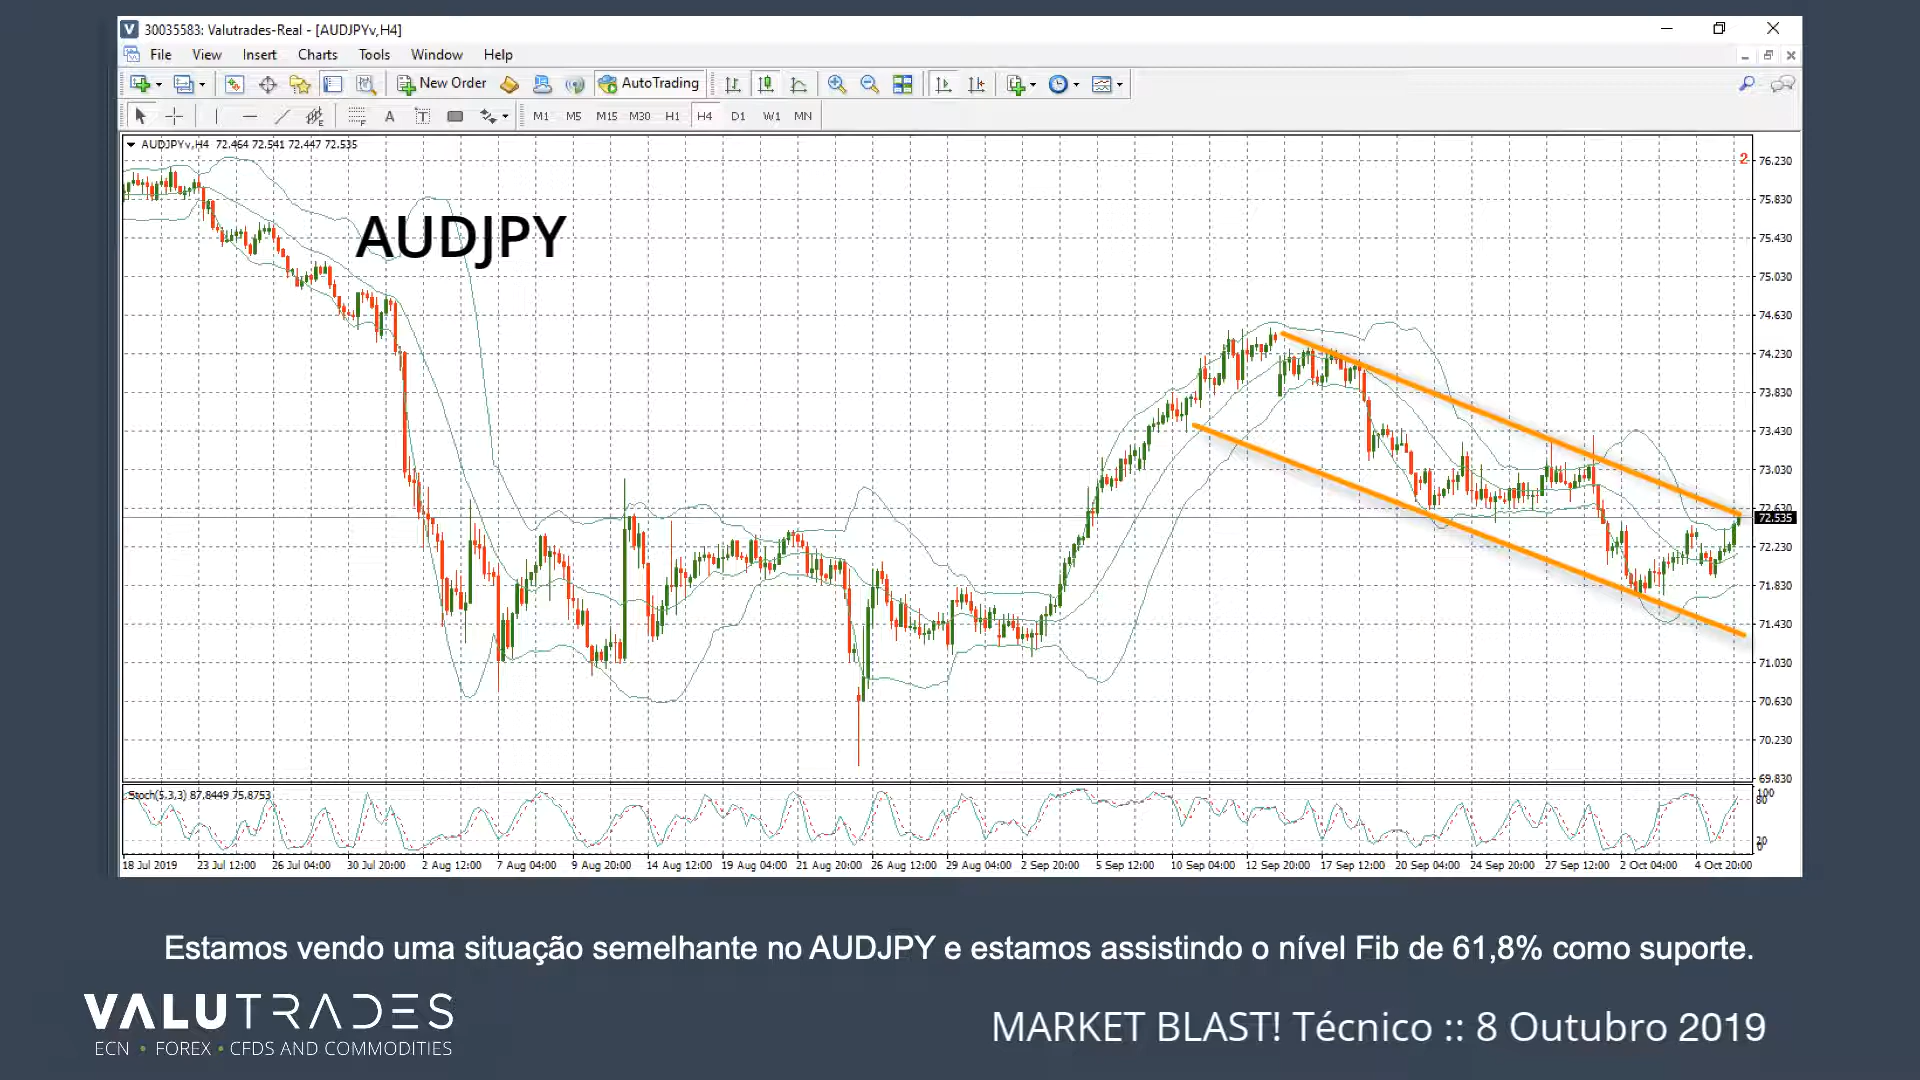 30035583: Valutrades-Real - [AUDJPYv,H4]
File View Insert Charts Tools Window Help
New Order AutoTrading
A T M1 M5 M15 M30 H1 H4 D1 W1 MN
AUDJPYv,H4 72.464 72.541 72.447 72.535
2
AUDJPY
76.230
75.830
75.430
75.030
74.630
74.230
73.830
73.430
73.030
72.630
72.535
72.230
71.830
71.430
71.030
70.630
70.230
69.830
Stoch(5,3,3) 87.8449 75.8753
100
80
20
0
18 Jul 2019 23 Jul 12:00 26 Jul 04:00 30 Jul 20:00 2 Aug 12:00 7 Aug 04:00 9 Aug 20:00 14 Aug 12:00 19 Aug 04:00 21 Aug 20:00 26 Aug 12:00 29 Aug 04:00 2 Sep 20:00 5 Sep 12:00 10 Sep 04:00 12 Sep 20:00 17 Sep 12:00 20 Sep 04:00 24 Sep 20:00 27 Sep 12:00 2 Oct 04:00 4 Oct 20:00
Estamos vendo uma situação semelhante no AUDJPY e estamos assistindo o nível Fib de 61,8% como suporte.
VALUTRADES
ECN • FOREX • CFDS AND COMMODITIES
MARKET BLAST! Técnico :: 8 Outubro 2019